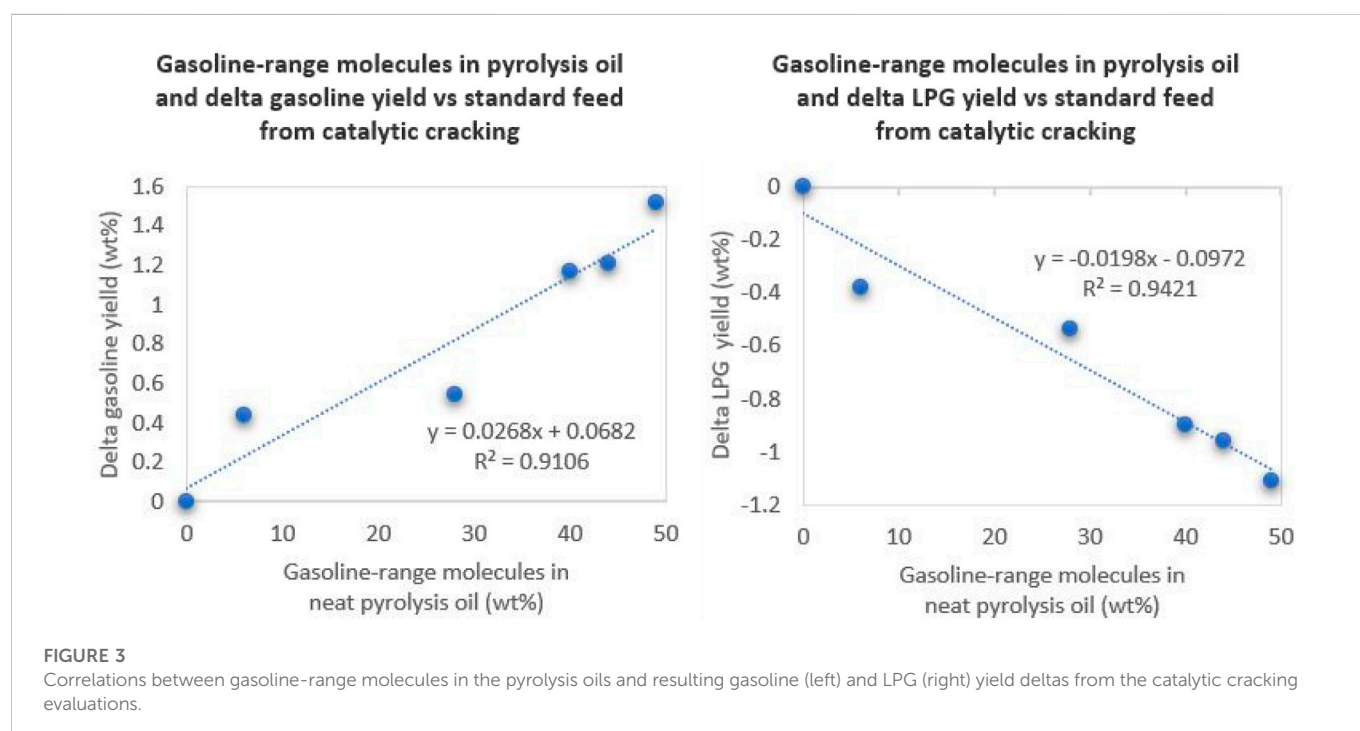 Gasoline-range molecules in pyrolysis oil
and delta gasoline yield vs standard feed
from catalytic cracking
Delta gasoline yielld (wt%)
1.6
1.4
1.2
1
0.8
0.6
0.4
0.2
0
y = 0.0268x + 0.0682
R² = 0.9106
0 10 20 30 40 50
Gasoline-range molecules in
neat pyrolysis oil (wt%)
Gasoline-range molecules in pyrolysis oil
and delta LPG yield vs standard feed
from catalytic cracking
Delta LPG yielld (wt%)
0
-0.2
-0.4
-0.6
-0.8
-1
-1.2
y = -0.0198x - 0.0972
R² = 0.9421
0 10 20 30 40 50
Gasoline-range molecules in
neat pyrolysis oil (wt%)
FIGURE 3
Correlations between gasoline-range molecules in the pyrolysis oils and resulting gasoline (left) and LPG (right) yield deltas from the catalytic cracking
evaluations.